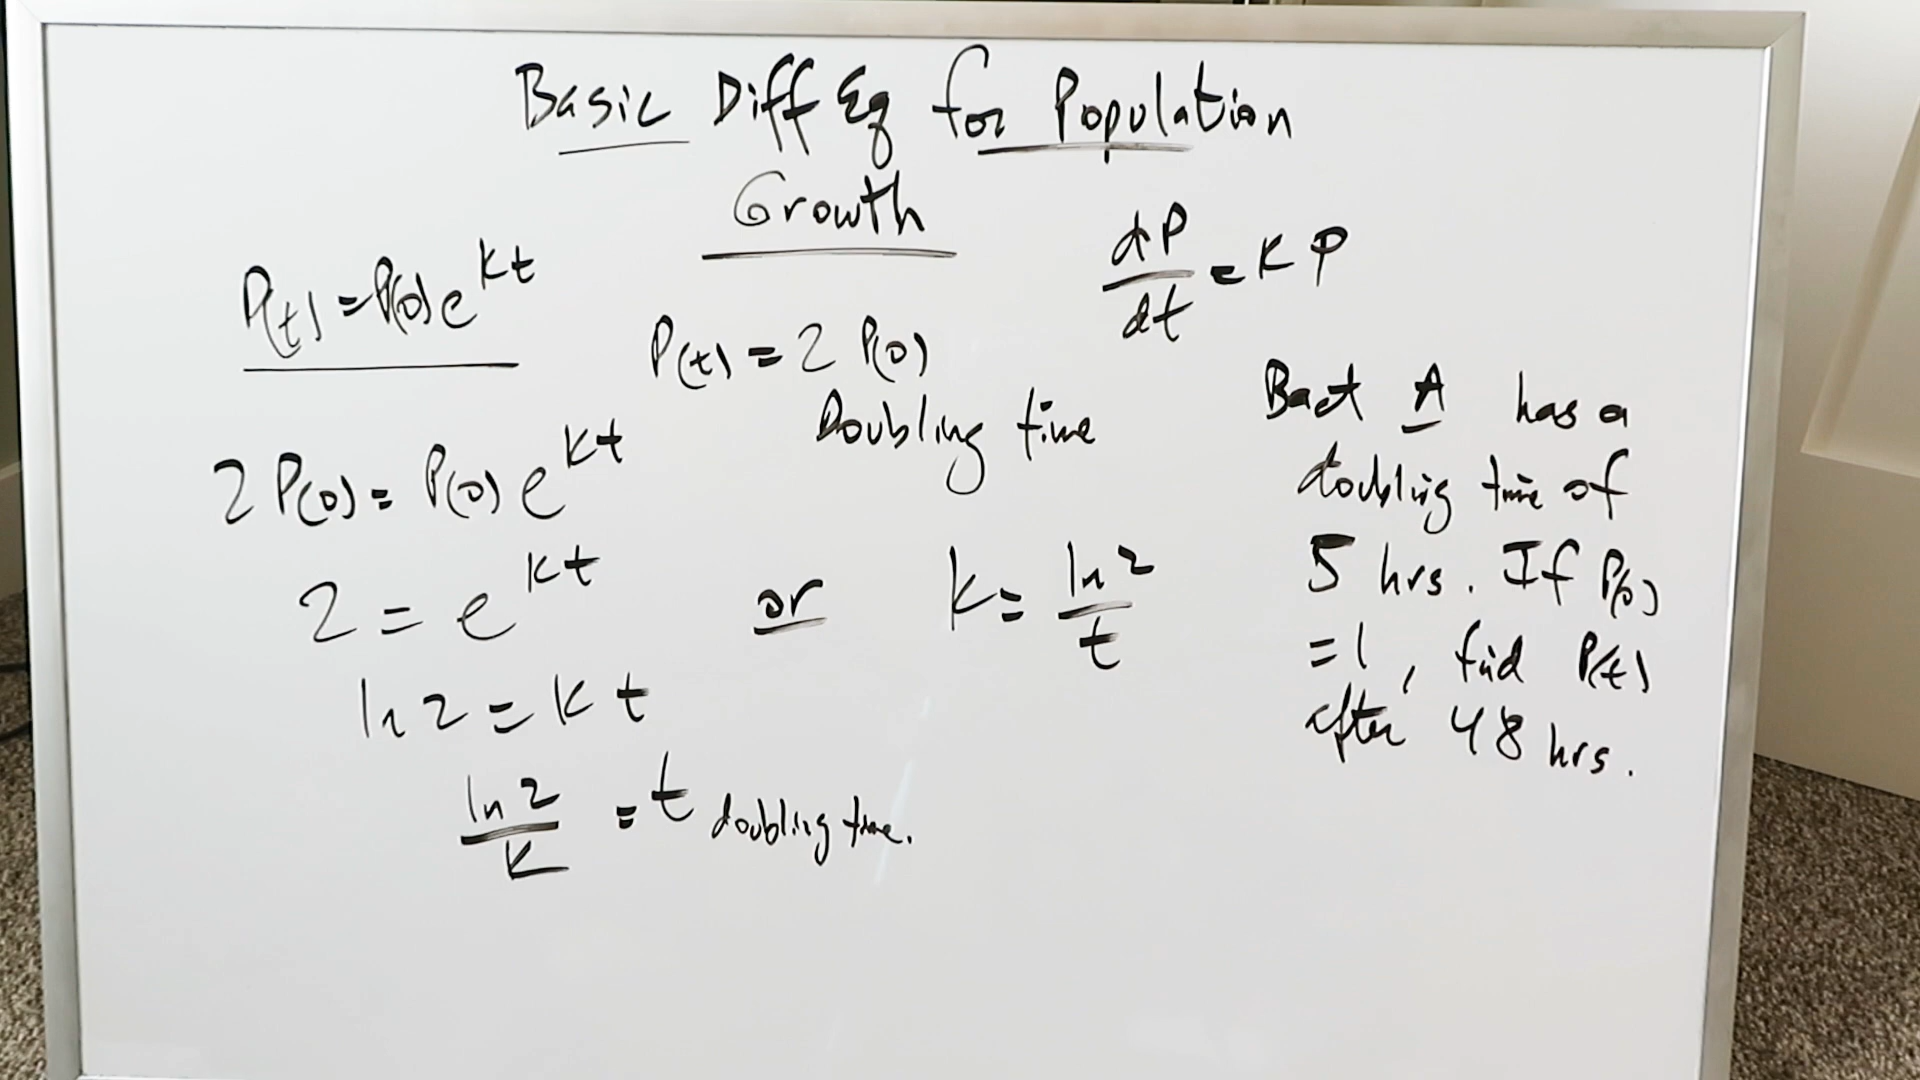 Basic Diff Eq for Population
Growth
P(t) = P(0) e^kt
dP/dt = K P
P(t) = 2 P(0)
Doubling time
2 P(0) = P(0) e^kt
2 = e^kt
or k = ln 2/t
ln 2 = k t
ln 2/k = t doubling time.
Bact A has a
doubling time of
5 hrs. If P(0)
= 1, find P(t)
after 48 hrs.